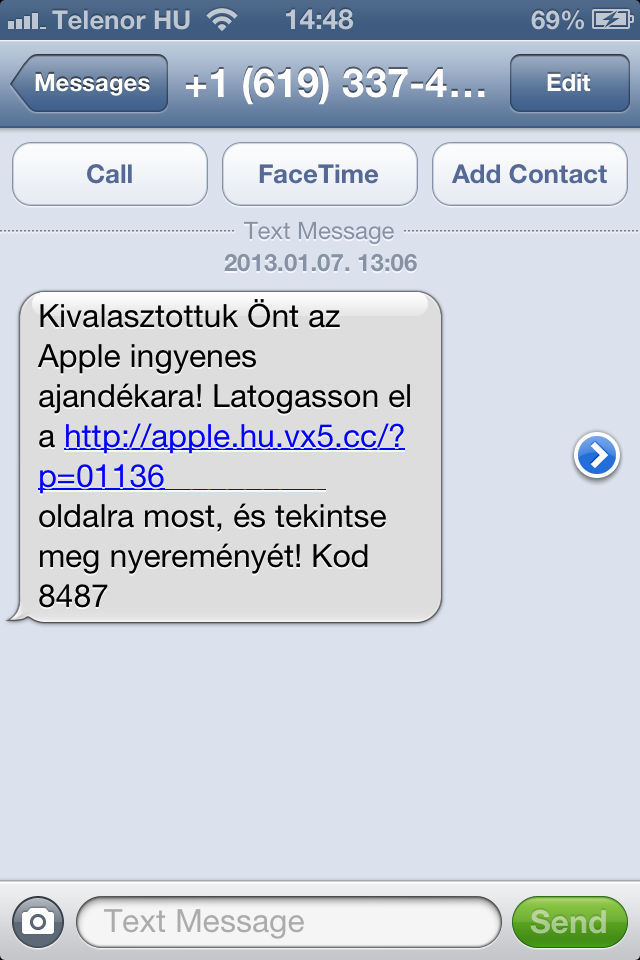 Telenor HU 14:48 69%
Messages +1 (619) 337-4... Edit
Call FaceTime Add Contact
Text Message
2013.01.07. 13:06
Kivalasztottuk Önt az
Apple ingyenes
ajandékara! Latogasson el
a http://apple.hu.vx5.cc/?
p=01136__________
oldalra most, és tekintse
meg nyereményét! Kod
8487
Text Message Send